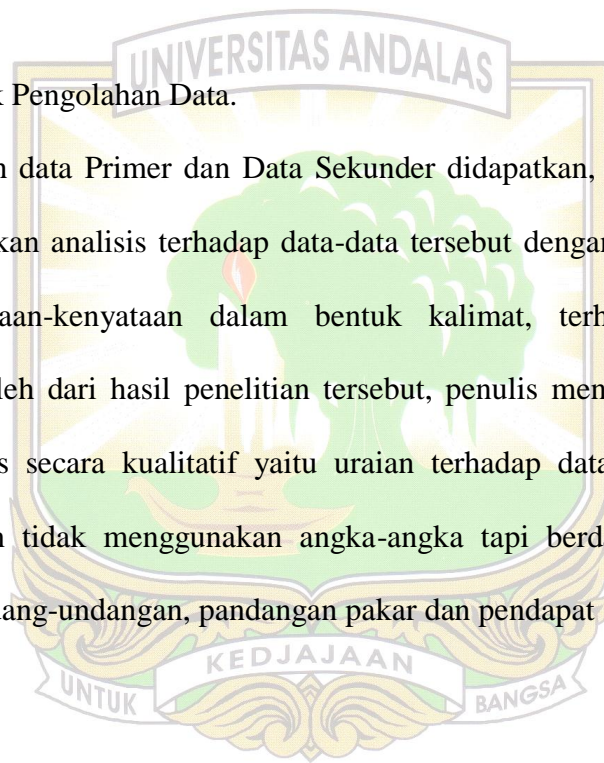 UNIVERSITAS ANDALAS
k Pengolahan Data.
n data Primer dan Data Sekunder didapatkan,
kan analisis terhadap data-data tersebut dengan
aan-kenyataan dalam bentuk kalimat, terh
leh dari hasil penelitian tersebut, penulis men
s secara kualitatif yaitu uraian terhadap data
n tidak menggunakan angka-angka tapi berda
dang-undangan, pandangan pakar dan pendapat
KEDJAJAAN
UNTUK
BANGSA